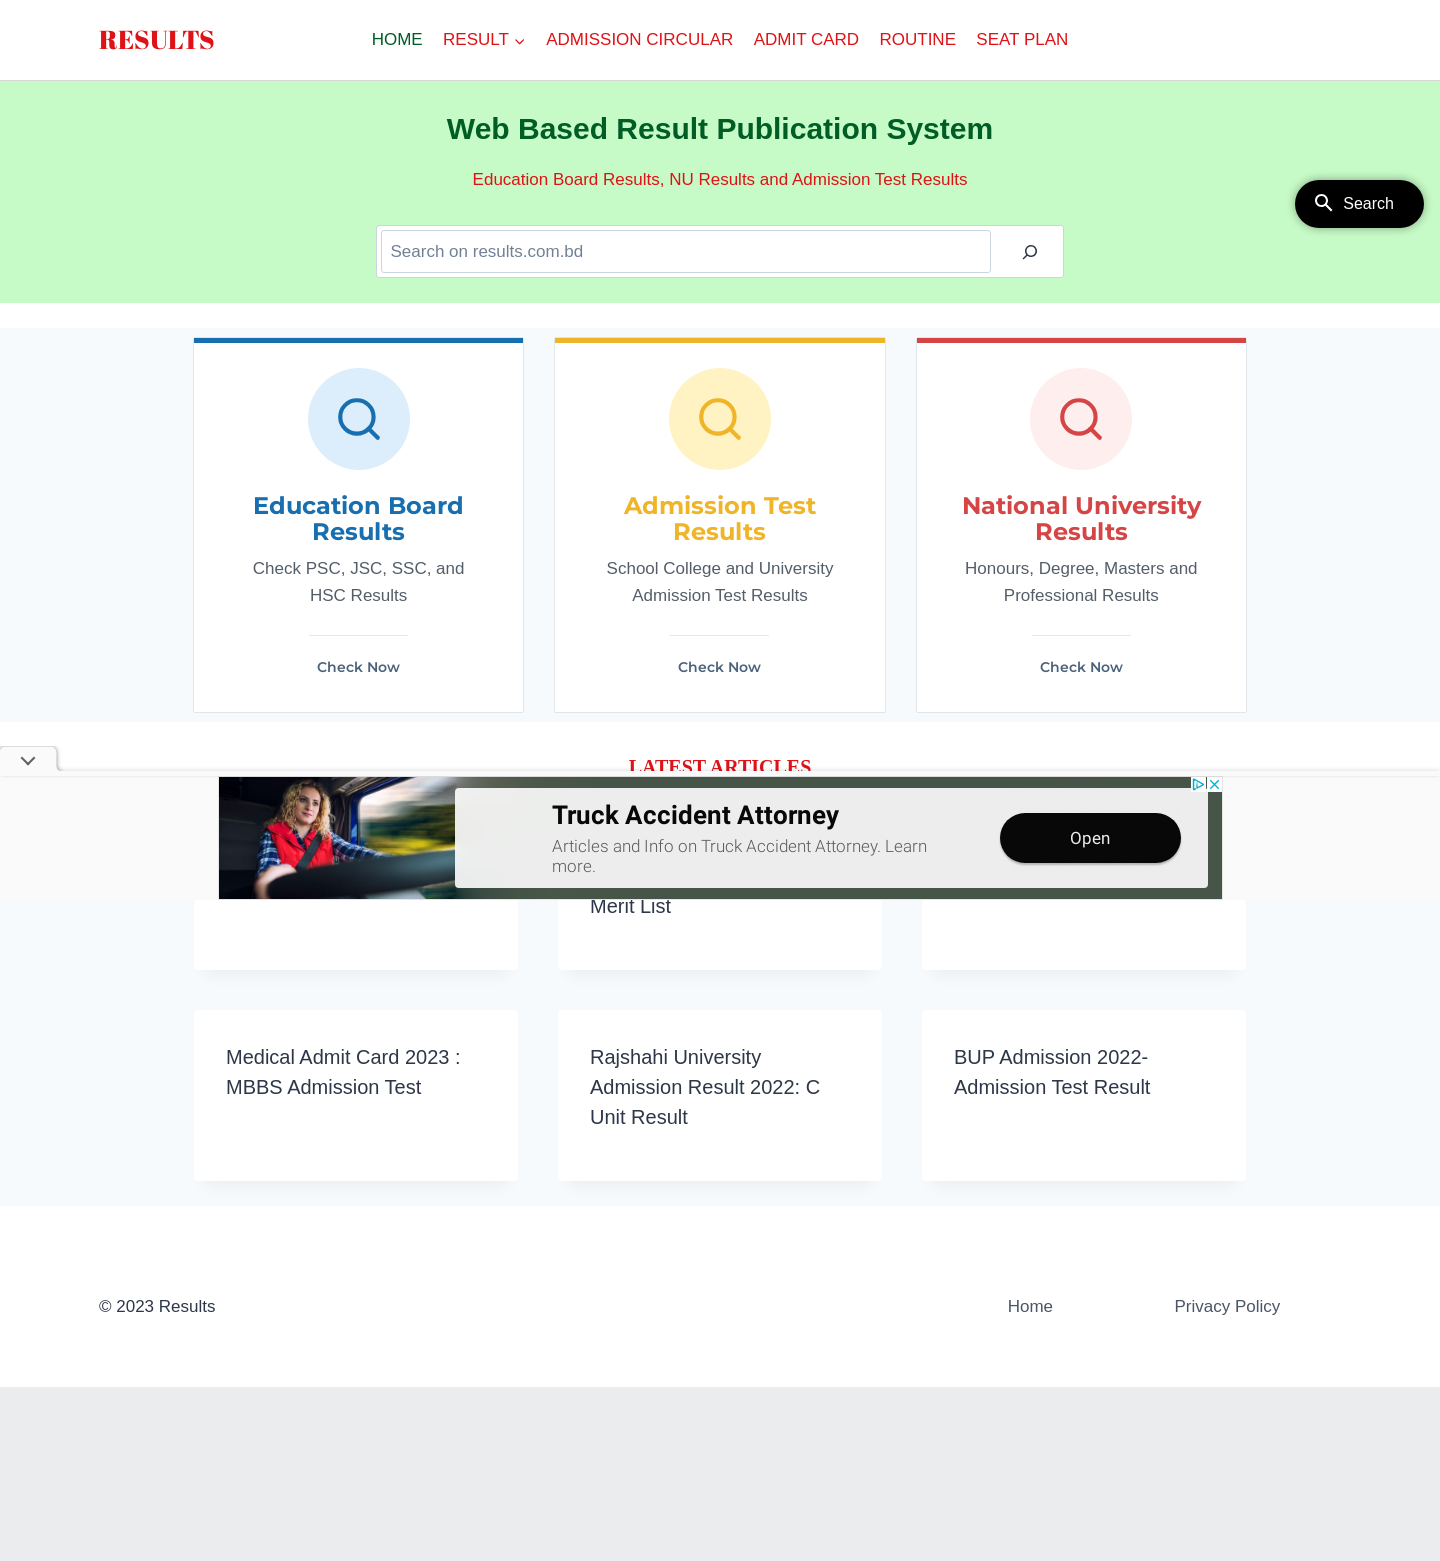 RESULTS
HOME RESULT ADMISSION CIRCULAR ADMIT CARD ROUTINE SEAT PLAN
Web Based Result Publication System
Education Board Results, NU Results and Admission Test Results
Search
Search on results.com.bd
Education Board
Results
Check PSC, JSC, SSC, and
HSC Results
Check Now
Admission Test
Results
School College and University
Admission Test Results
Check Now
National University
Results
Honours, Degree, Masters and
Professional Results
Check Now
LATEST ARTICLES
Truck Accident Attorney
Articles and Info on Truck Accident Attorney. Learn
more.
Open
Merit List
Medical Admit Card 2023 :
MBBS Admission Test
Rajshahi University
Admission Result 2022: C
Unit Result
BUP Admission 2022-
Admission Test Result
© 2023 Results
Home
Privacy Policy